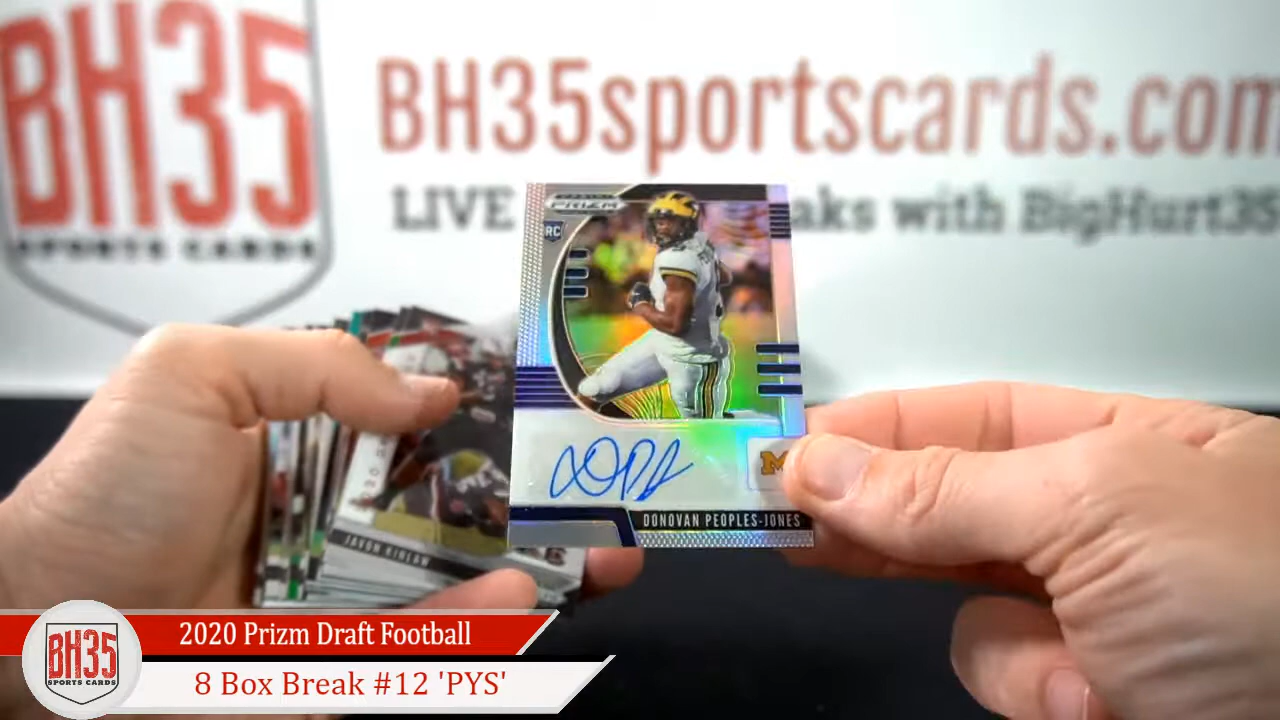 BH35
SPORTS CARDS
BH35sportscards.com
LIVE aks with BigHurt35
PRIZM
RC
M
DONOVAN PEOPLES-JONES
JAVON KINLAW
BH35
SPORTS CARDS
2020 Prizm Draft Football
8 Box Break #12 'PYS'